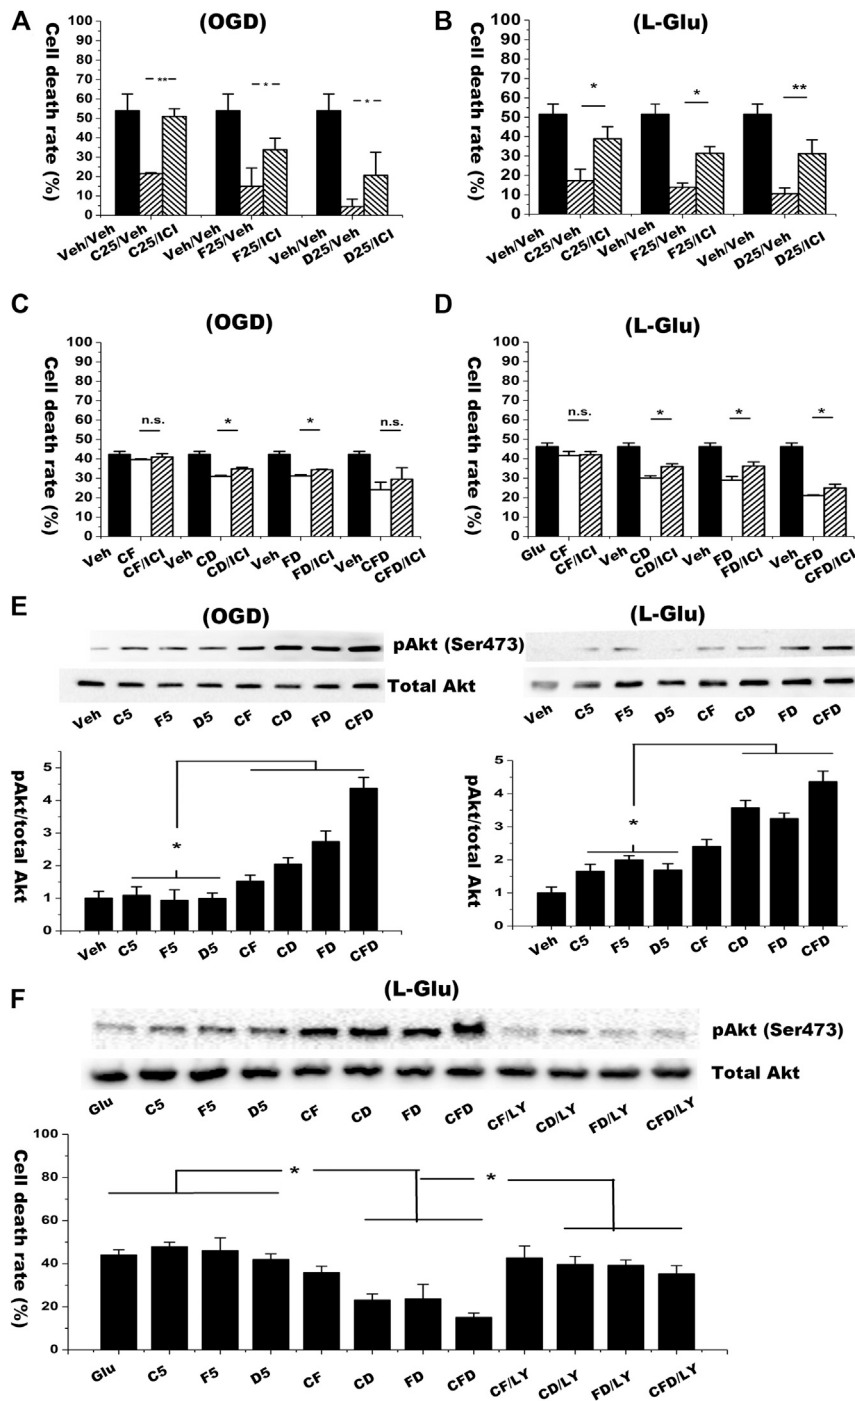 A
(OGD)
Cell death rate (%)
100
90
80
70
60
50
40
30
20
10
0
**
*
*
Veh/Veh
C25/Veh
C25/ICI
Veh/Veh
F25/Veh
F25/ICI
Veh/Veh
D25/Veh
D25/ICI
B
(L-Glu)
Cell death rate (%)
100
90
80
70
60
50
40
30
20
10
0
*
*
**
Veh/Veh
C25/Veh
C25/ICI
Veh/Veh
F25/Veh
F25/ICI
Veh/Veh
D25/Veh
D25/ICI
C
(OGD)
Cell death rate (%)
100
90
80
70
60
50
40
30
20
10
0
n.s.
*
*
n.s.
Veh
CF
CF/ICI
Veh
CD
CD/ICI
Veh
FD
FD/ICI
Veh
CFD
CFD/ICI
D
(L-Glu)
Cell death rate (%)
100
90
80
70
60
50
40
30
20
10
0
n.s.
*
*
*
Glu
CF
CF/ICI
Veh
CD
CD/ICI
Veh
FD
FD/ICI
Veh
CFD
CFD/ICI
E
(OGD)
(L-Glu)
pAkt (Ser473)
Total Akt
Veh
C5
F5
D5
CF
CD
FD
CFD
Veh
C5
F5
D5
CF
CD
FD
CFD
pAkt/total Akt
5
4
3
2
1
0
*
Veh
C5
F5
D5
CF
CD
FD
CFD
pAkt/total Akt
5
4
3
2
1
0
*
Veh
C5
F5
D5
CF
CD
FD
CFD
F
(L-Glu)
pAkt (Ser473)
Total Akt
Glu
C5
F5
D5
CF
CD
FD
CFD
CF/LY
CD/LY
FD/LY
CFD/LY
Cell death rate (%)
100
80
60
40
20
0
*
*
Glu
C5
F5
D5
CF
CD
FD
CFD
CF/LY
CD/LY
FD/LY
CFD/LY